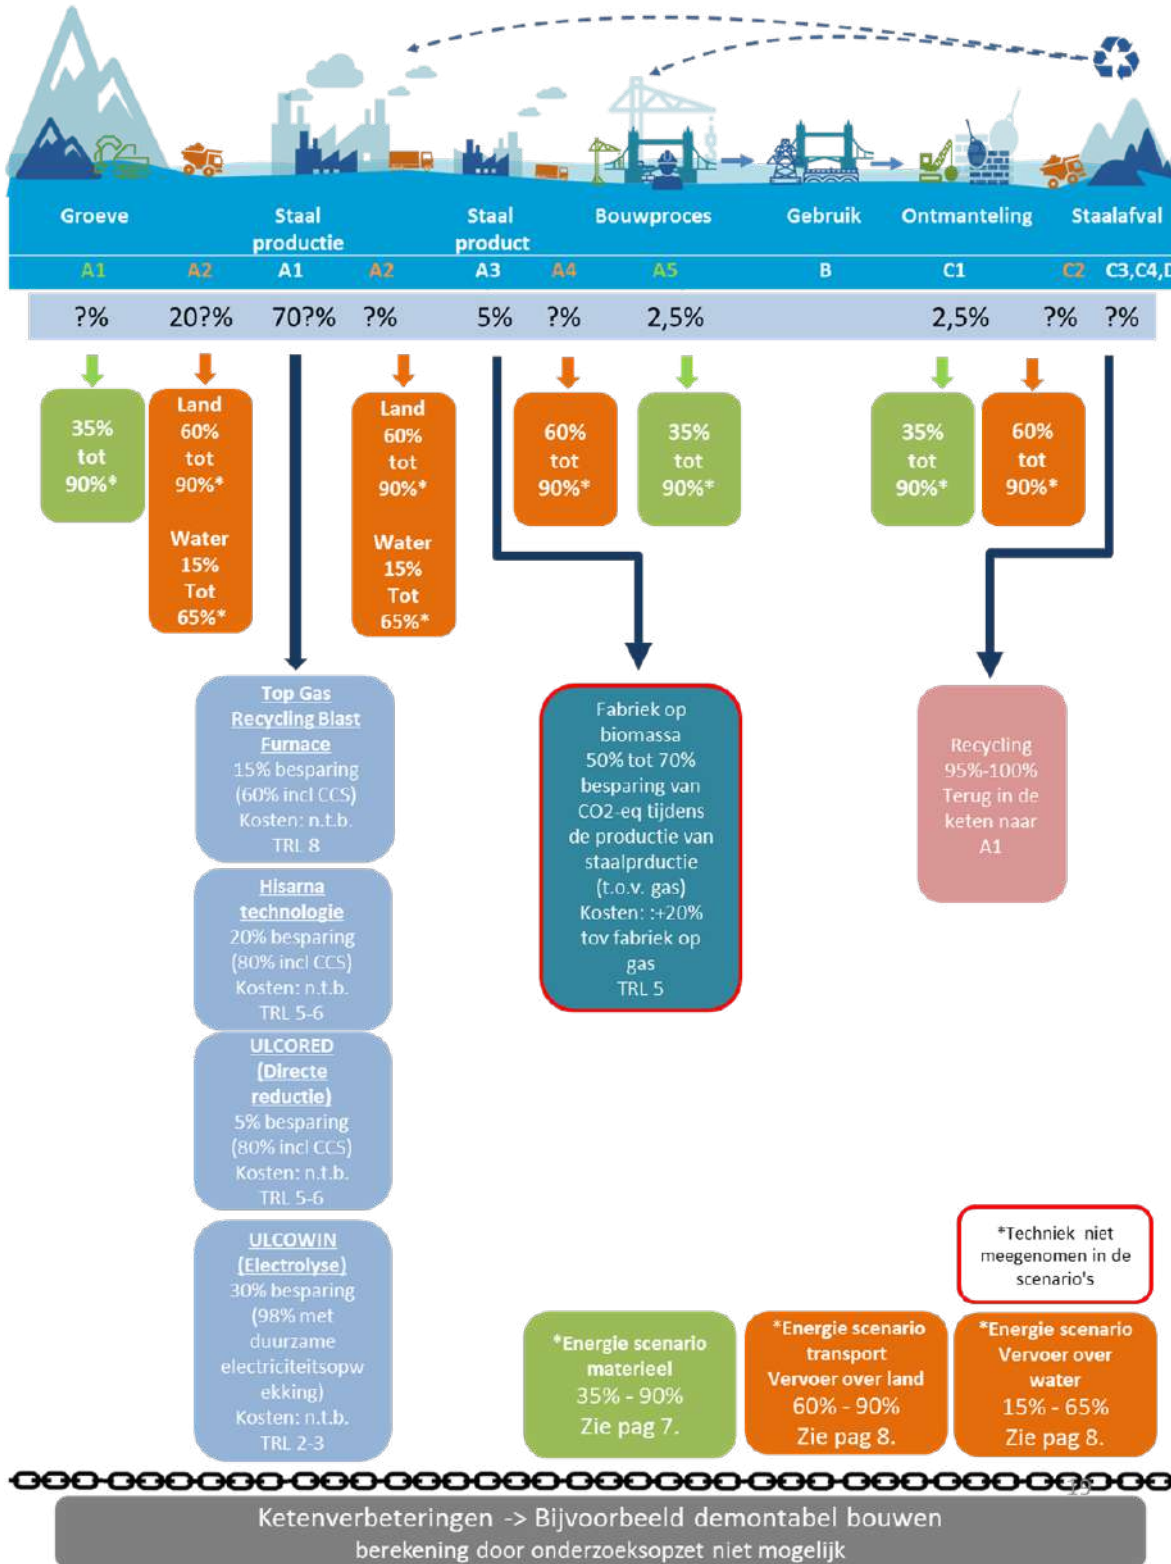 Groeve
Staal
productie
Staal
product
Bouwproces
Gebruik
Ontmanteling
Staalafval
A1
A2
A1
A2
A3
A4
A5
B
C1
C2
C3,C4,D
?%
20?%
70?%
?%
5%
?%
2,5%
2,5%
?%
?%
35%
tot
90%*
Land
60%
tot
90%*
Water
15%
Tot
65%*
Land
60%
tot
90%*
Water
15%
Tot
65%*
60%
tot
90%*
35%
tot
90%*
35%
tot
90%*
60%
tot
90%*
Top Gas
Recycling Blast
Furnace
15% besparing
(60% incl CCS)
Kosten: n.t.b.
TRL 8
Hisarna
technologie
20% besparing
(80% incl CCS)
Kosten: n.t.b.
TRL 5-6
ULCORED
(Directe
reductie)
5% besparing
(80% incl CCS)
Kosten: n.t.b.
TRL 5-6
ULCOWIN
(Electrolyse)
30% besparing
(98% met
duurzame
electriciteitsopw
ekking)
Kosten: n.t.b.
TRL 2-3
Fabriek op
biomassa
50% tot 70%
besparing van
CO2-eq tijdens
de productie van
staalprductie
(t.o.v. gas)
Kosten: :+20%
tov fabriek op
gas
TRL 5
Recycling
95%-100%
Terug in de
keten naar
A1
*Techniek niet
meegenomen in de
scenario's
*Energie scenario
materieel
35% - 90%
Zie pag 7.
*Energie scenario
transport
Vervoer over land
60% - 90%
Zie pag 8.
*Energie scenario
Vervoer over
water
15% - 65%
Zie pag 8.
19
Ketenverbeteringen -> Bijvoorbeeld demontabel bouwen
berekening door onderzoeksopzet niet mogelijk